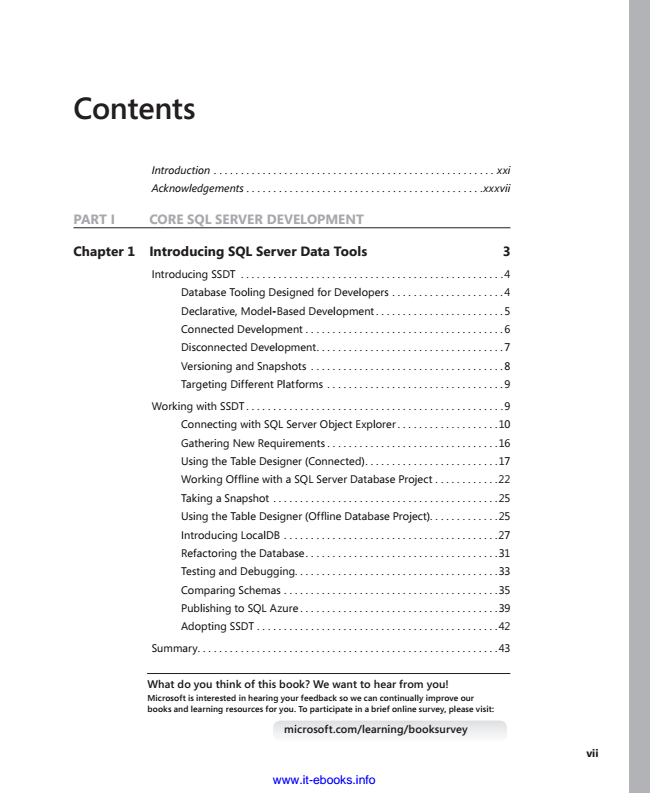 Contents
Introduction . . . . . . . . . . . . . . . . . . . . . . . . . . . . . . . . . . . . . . . . . . . . . . . . . . . . xxi
Acknowledgements . . . . . . . . . . . . . . . . . . . . . . . . . . . . . . . . . . . . . . . . . . . .xxxvii
PART I CORE SQL SERVER DEVELOPMENT
Chapter 1 Introducing SQL Server Data Tools 3
Introducing SSDT . . . . . . . . . . . . . . . . . . . . . . . . . . . . . . . . . . . . . . . . . . . . . . . . .4
Database Tooling Designed for Developers . . . . . . . . . . . . . . . . . . . . .4
Declarative, Model-Based Development . . . . . . . . . . . . . . . . . . . . . . . .5
Connected Development . . . . . . . . . . . . . . . . . . . . . . . . . . . . . . . . . . . . .6
Disconnected Development. . . . . . . . . . . . . . . . . . . . . . . . . . . . . . . . . . .7
Versioning and Snapshots . . . . . . . . . . . . . . . . . . . . . . . . . . . . . . . . . . . .8
Targeting Different Platforms . . . . . . . . . . . . . . . . . . . . . . . . . . . . . . . . .9
Working with SSDT. . . . . . . . . . . . . . . . . . . . . . . . . . . . . . . . . . . . . . . . . . . . . . . .9
Connecting with SQL Server Object Explorer. . . . . . . . . . . . . . . . . . .10
Gathering New Requirements . . . . . . . . . . . . . . . . . . . . . . . . . . . . . . . .16
Using the Table Designer (Connected). . . . . . . . . . . . . . . . . . . . . . . . .17
Working Offline with a SQL Server Database Project . . . . . . . . . . . .22
Taking a Snapshot . . . . . . . . . . . . . . . . . . . . . . . . . . . . . . . . . . . . . . . . . .25
Using the Table Designer (Offline Database Project). . . . . . . . . . . . .25
Introducing LocalDB . . . . . . . . . . . . . . . . . . . . . . . . . . . . . . . . . . . . . . . .27
Refactoring the Database. . . . . . . . . . . . . . . . . . . . . . . . . . . . . . . . . . . .31
Testing and Debugging. . . . . . . . . . . . . . . . . . . . . . . . . . . . . . . . . . . . . .33
Comparing Schemas . . . . . . . . . . . . . . . . . . . . . . . . . . . . . . . . . . . . . . . .35
Publishing to SQL Azure . . . . . . . . . . . . . . . . . . . . . . . . . . . . . . . . . . . . .39
Adopting SSDT . . . . . . . . . . . . . . . . . . . . . . . . . . . . . . . . . . . . . . . . . . . . .42
Summary. . . . . . . . . . . . . . . . . . . . . . . . . . . . . . . . . . . . . . . . . . . . . . . . . . . . . . . .43
What do you think of this book? We want to hear from you!
Microsoft is interested in hearing your feedback so we can continually improve our
books and learning resources for you. To participate in a brief online survey, please visit:
microsoft.com/learning/booksurvey
vii
www.it-ebooks.info